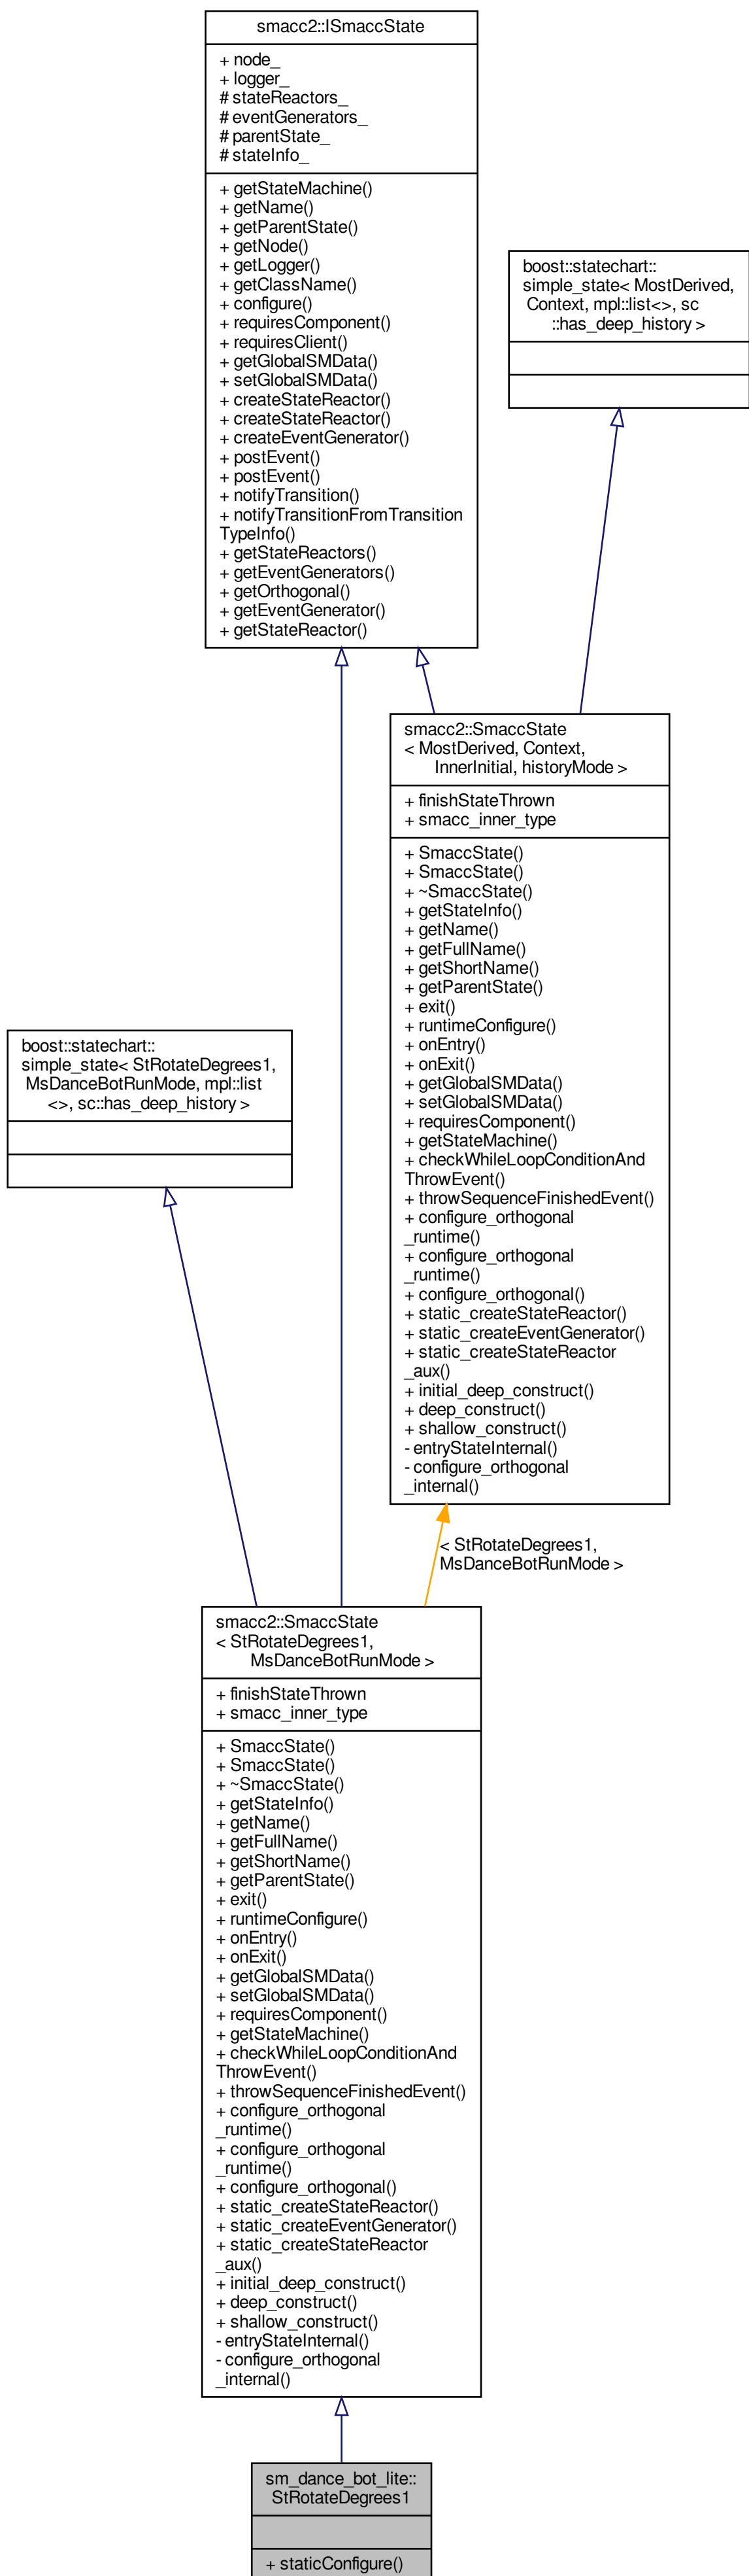 smacc2::ISmaccState
+ node_
+ logger_
# stateReactors_
# eventGenerators_
# parentState_
# stateInfo_
+ getStateMachine()
+ getName()
+ getParentState()
+ getNode()
+ getLogger()
+ getClassName()
+ configure()
+ requiresComponent()
+ requiresClient()
+ getGlobalSMData()
+ setGlobalSMData()
+ createStateReactor()
+ createStateReactor()
+ createEventGenerator()
+ postEvent()
+ postEvent()
+ notifyTransition()
+ notifyTransitionFromTransition
TypeInfo()
+ getStateReactors()
+ getEventGenerators()
+ getOrthogonal()
+ getEventGenerator()
+ getStateReactor()
boost::statechart::
simple_state< MostDerived,
Context, mpl::list<>, sc
::has_deep_history >
smacc2::SmaccState
< MostDerived, Context,
InnerInitial, historyMode >
+ finishStateThrown
+ smacc_inner_type
+ SmaccState()
+ SmaccState()
+ ~SmaccState()
+ getStateInfo()
+ getName()
+ getFullName()
+ getShortName()
+ getParentState()
+ exit()
+ runtimeConfigure()
+ onEntry()
+ onExit()
+ getGlobalSMData()
+ setGlobalSMData()
+ requiresComponent()
+ getStateMachine()
+ checkWhileLoopConditionAnd
ThrowEvent()
+ throwSequenceFinishedEvent()
+ configure_orthogonal
_runtime()
+ configure_orthogonal
_runtime()
+ configure_orthogonal()
+ static_createStateReactor()
+ static_createEventGenerator()
+ static_createStateReactor
_aux()
+ initial_deep_construct()
+ deep_construct()
+ shallow_construct()
- entryStateInternal()
- configure_orthogonal
_internal()
boost::statechart::
simple_state< StRotateDegrees1,
MsDanceBotRunMode, mpl::list
<>, sc::has_deep_history >
< StRotateDegrees1,
MsDanceBotRunMode >
smacc2::SmaccState
< StRotateDegrees1,
MsDanceBotRunMode >
+ finishStateThrown
+ smacc_inner_type
+ SmaccState()
+ SmaccState()
+ ~SmaccState()
+ getStateInfo()
+ getName()
+ getFullName()
+ getShortName()
+ getParentState()
+ exit()
+ runtimeConfigure()
+ onEntry()
+ onExit()
+ getGlobalSMData()
+ setGlobalSMData()
+ requiresComponent()
+ getStateMachine()
+ checkWhileLoopConditionAnd
ThrowEvent()
+ throwSequenceFinishedEvent()
+ configure_orthogonal
_runtime()
+ configure_orthogonal
_runtime()
+ configure_orthogonal()
+ static_createStateReactor()
+ static_createEventGenerator()
+ static_createStateReactor
_aux()
+ initial_deep_construct()
+ deep_construct()
+ shallow_construct()
- entryStateInternal()
- configure_orthogonal
_internal()
sm_dance_bot_lite::
StRotateDegrees1
+ staticConfigure()